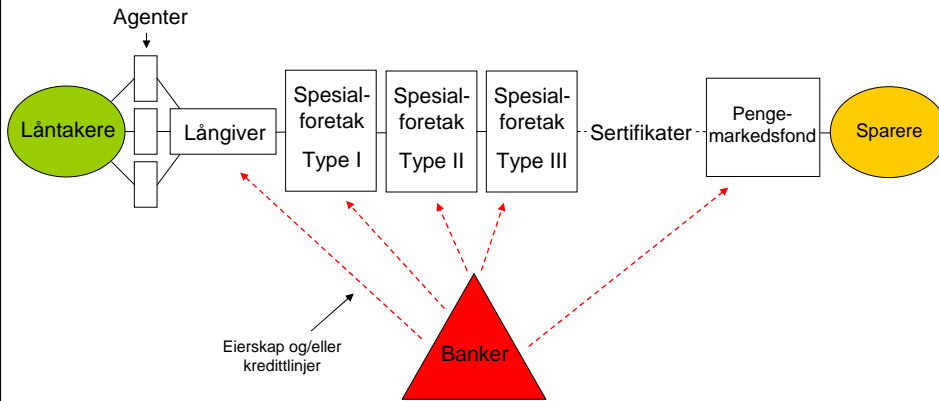 Agenter
Låntakere
Långiver
Spesial-
foretak
Type I
Spesial-
foretak
Type II
Spesial-
foretak
Type III
Sertifikater
Penge-
markedsfond
Sparere
Eierskap og/eller
kredittlinjer
Banker